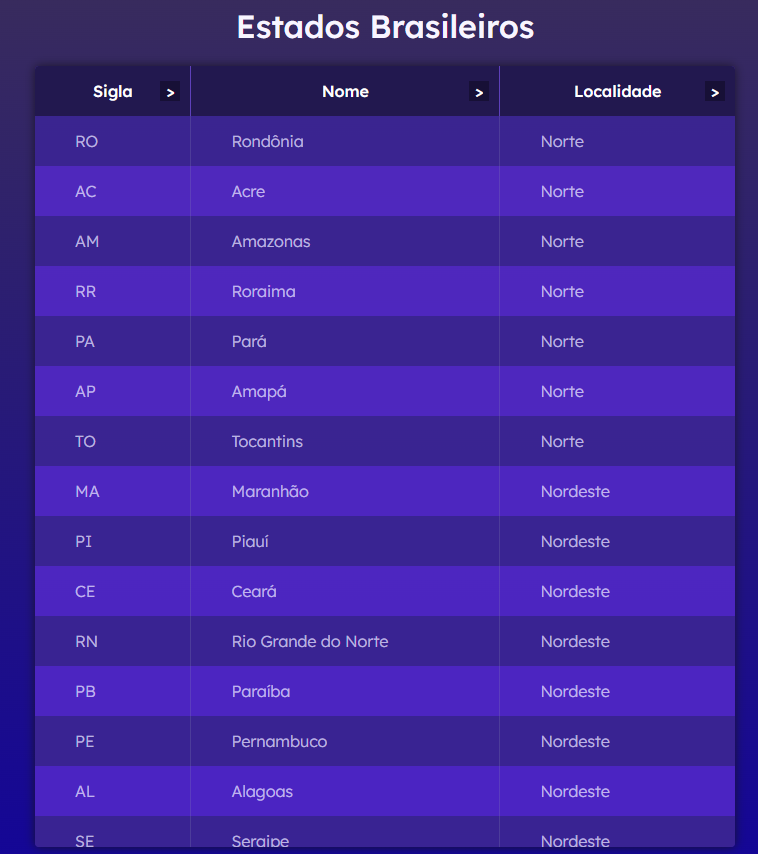 Estados Brasileiros
Sigla > Nome > Localidade >
RO Rondônia Norte
AC Acre Norte
AM Amazonas Norte
RR Roraima Norte
PA Pará Norte
AP Amapá Norte
TO Tocantins Norte
MA Maranhão Nordeste
PI Piauí Nordeste
CE Ceará Nordeste
RN Rio Grande do Norte Nordeste
PB Paraíba Nordeste
PE Pernambuco Nordeste
AL Alagoas Nordeste
SE Sergipe Nordeste